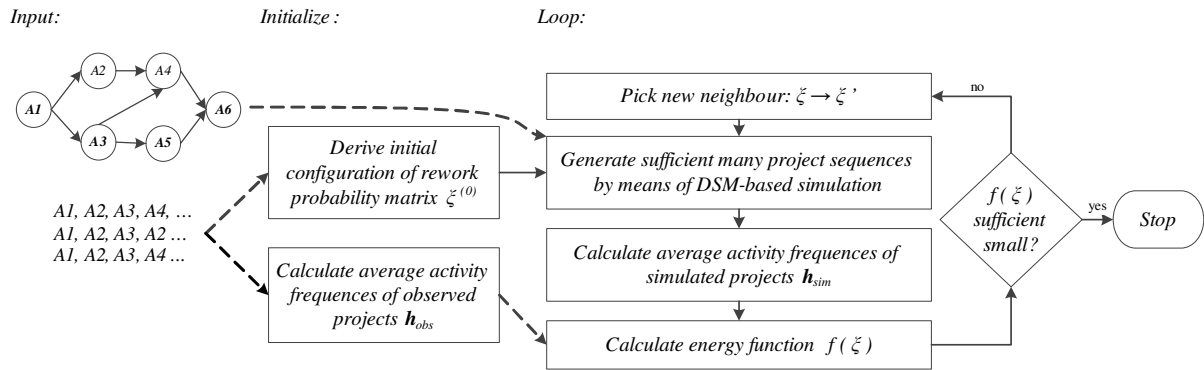 Input:
Initialize :
Loop:
A1
A2
A3
A4
A5
A6
A1, A2, A3, A4, ...
A1, A2, A3, A2 ...
A1, A2, A3, A4 ...
Derive initial
configuration of rework
probability matrix ξ (0)
Calculate average activity
frequences of observed
projects hobs
Pick new neighbour: ξ → ξ ’
Generate sufficient many project sequences
by means of DSM-based simulation
Calculate average activity frequences of
simulated projects hsim
Calculate energy function f ( ξ )
no
f ( ξ )
sufficient
small?
yes
Stop